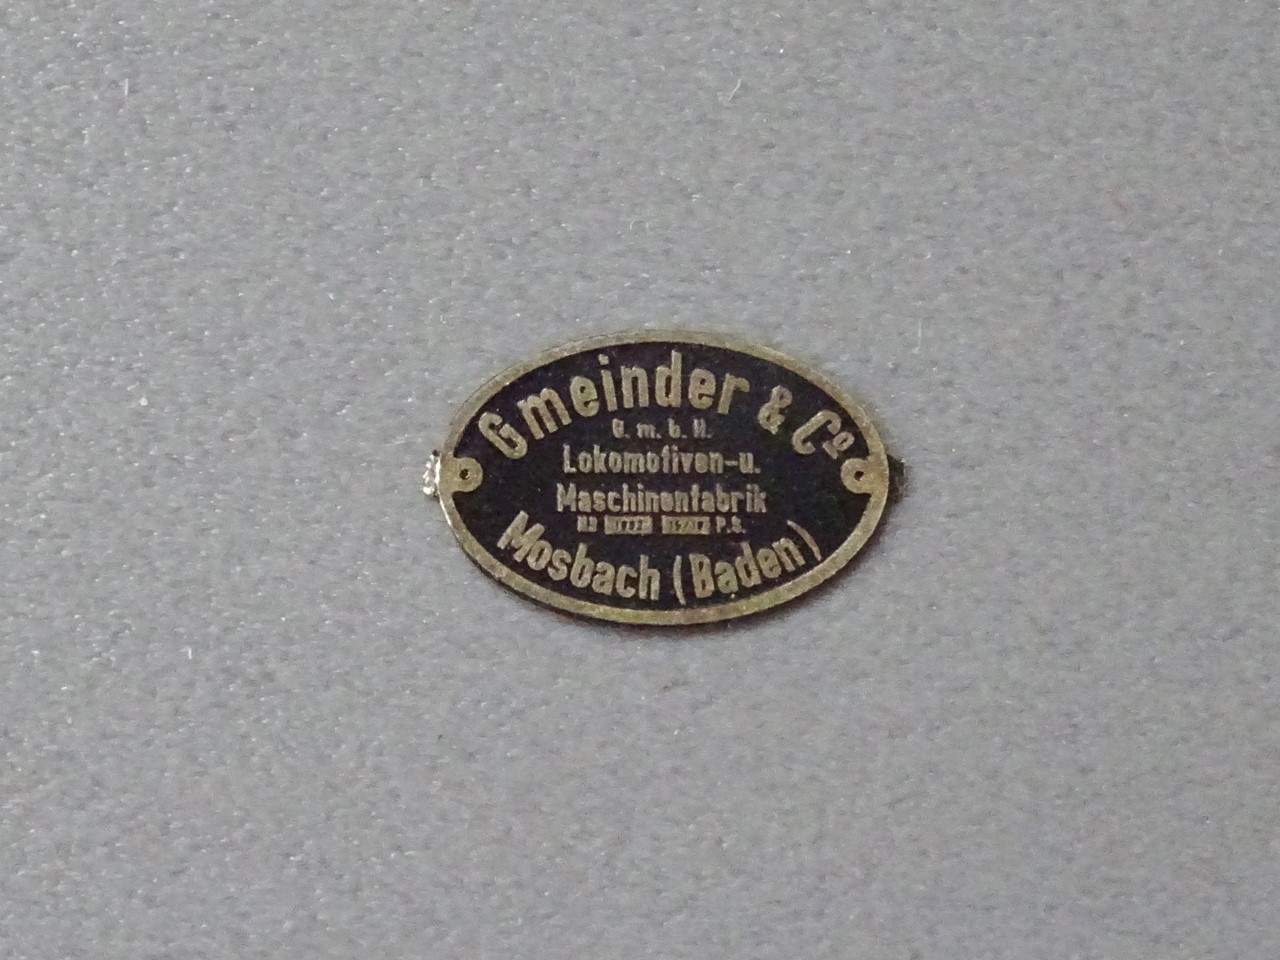 Gmeinder & Cº
G. m. b. H.
Lokomotiven-u.
Maschinenfabrik
P.S.
Mosbach (Baden)